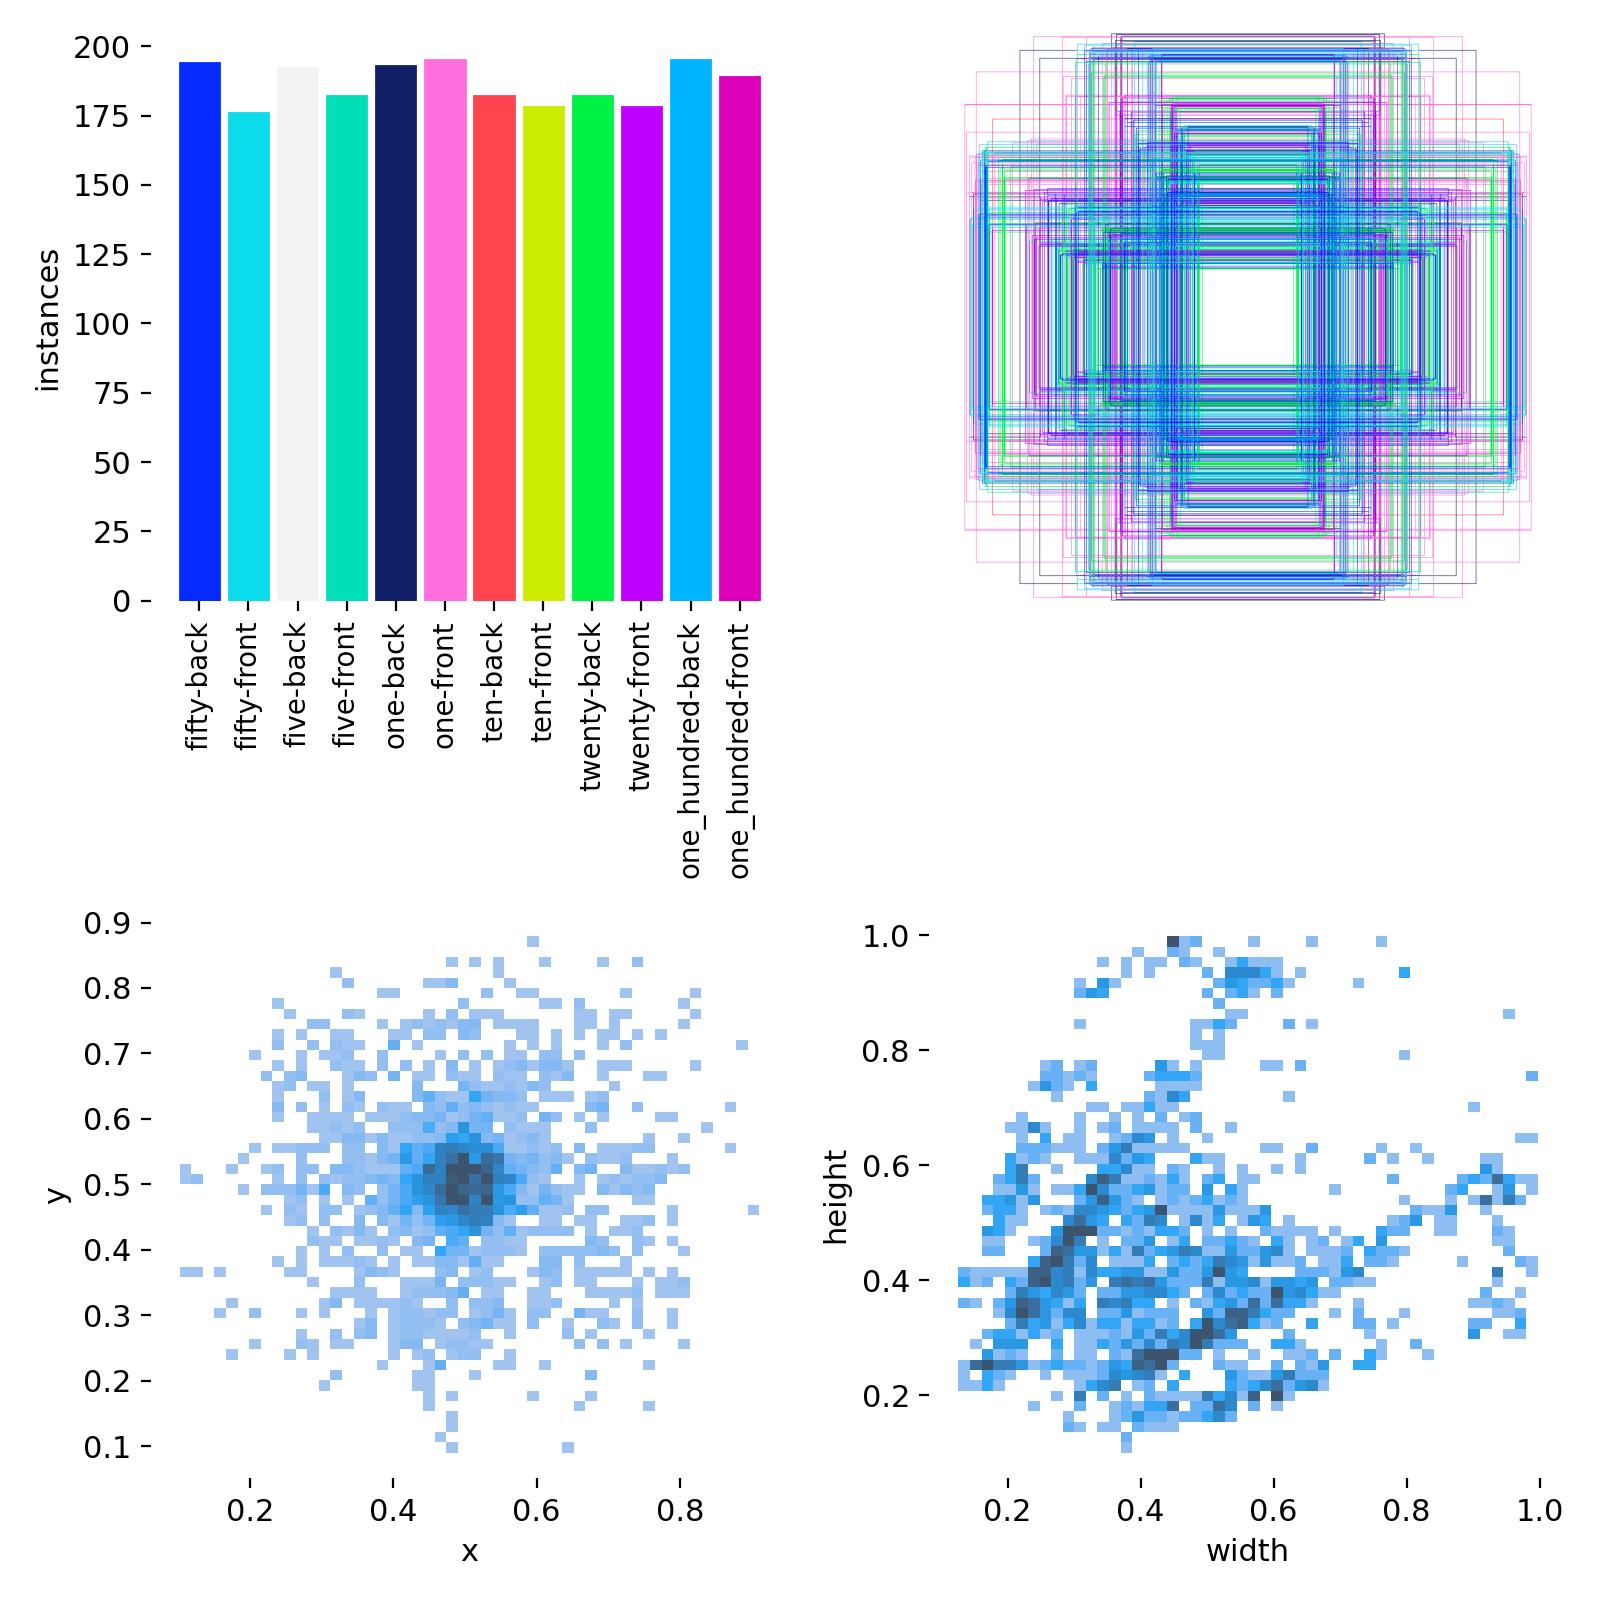 200
175
150
125
100
75
50
25
0
instances
fifty-back
fifty-front
five-back
five-front
one-back
one-front
ten-back
ten-front
twenty-back
twenty-front
one_hundred-back
one_hundred-front
0.9
0.8
0.7
0.6
0.5
0.4
0.3
0.2
0.1
y
0.2 0.4 0.6 0.8
x
1.0
0.8
0.6
0.4
0.2
height
0.2 0.4 0.6 0.8 1.0
width